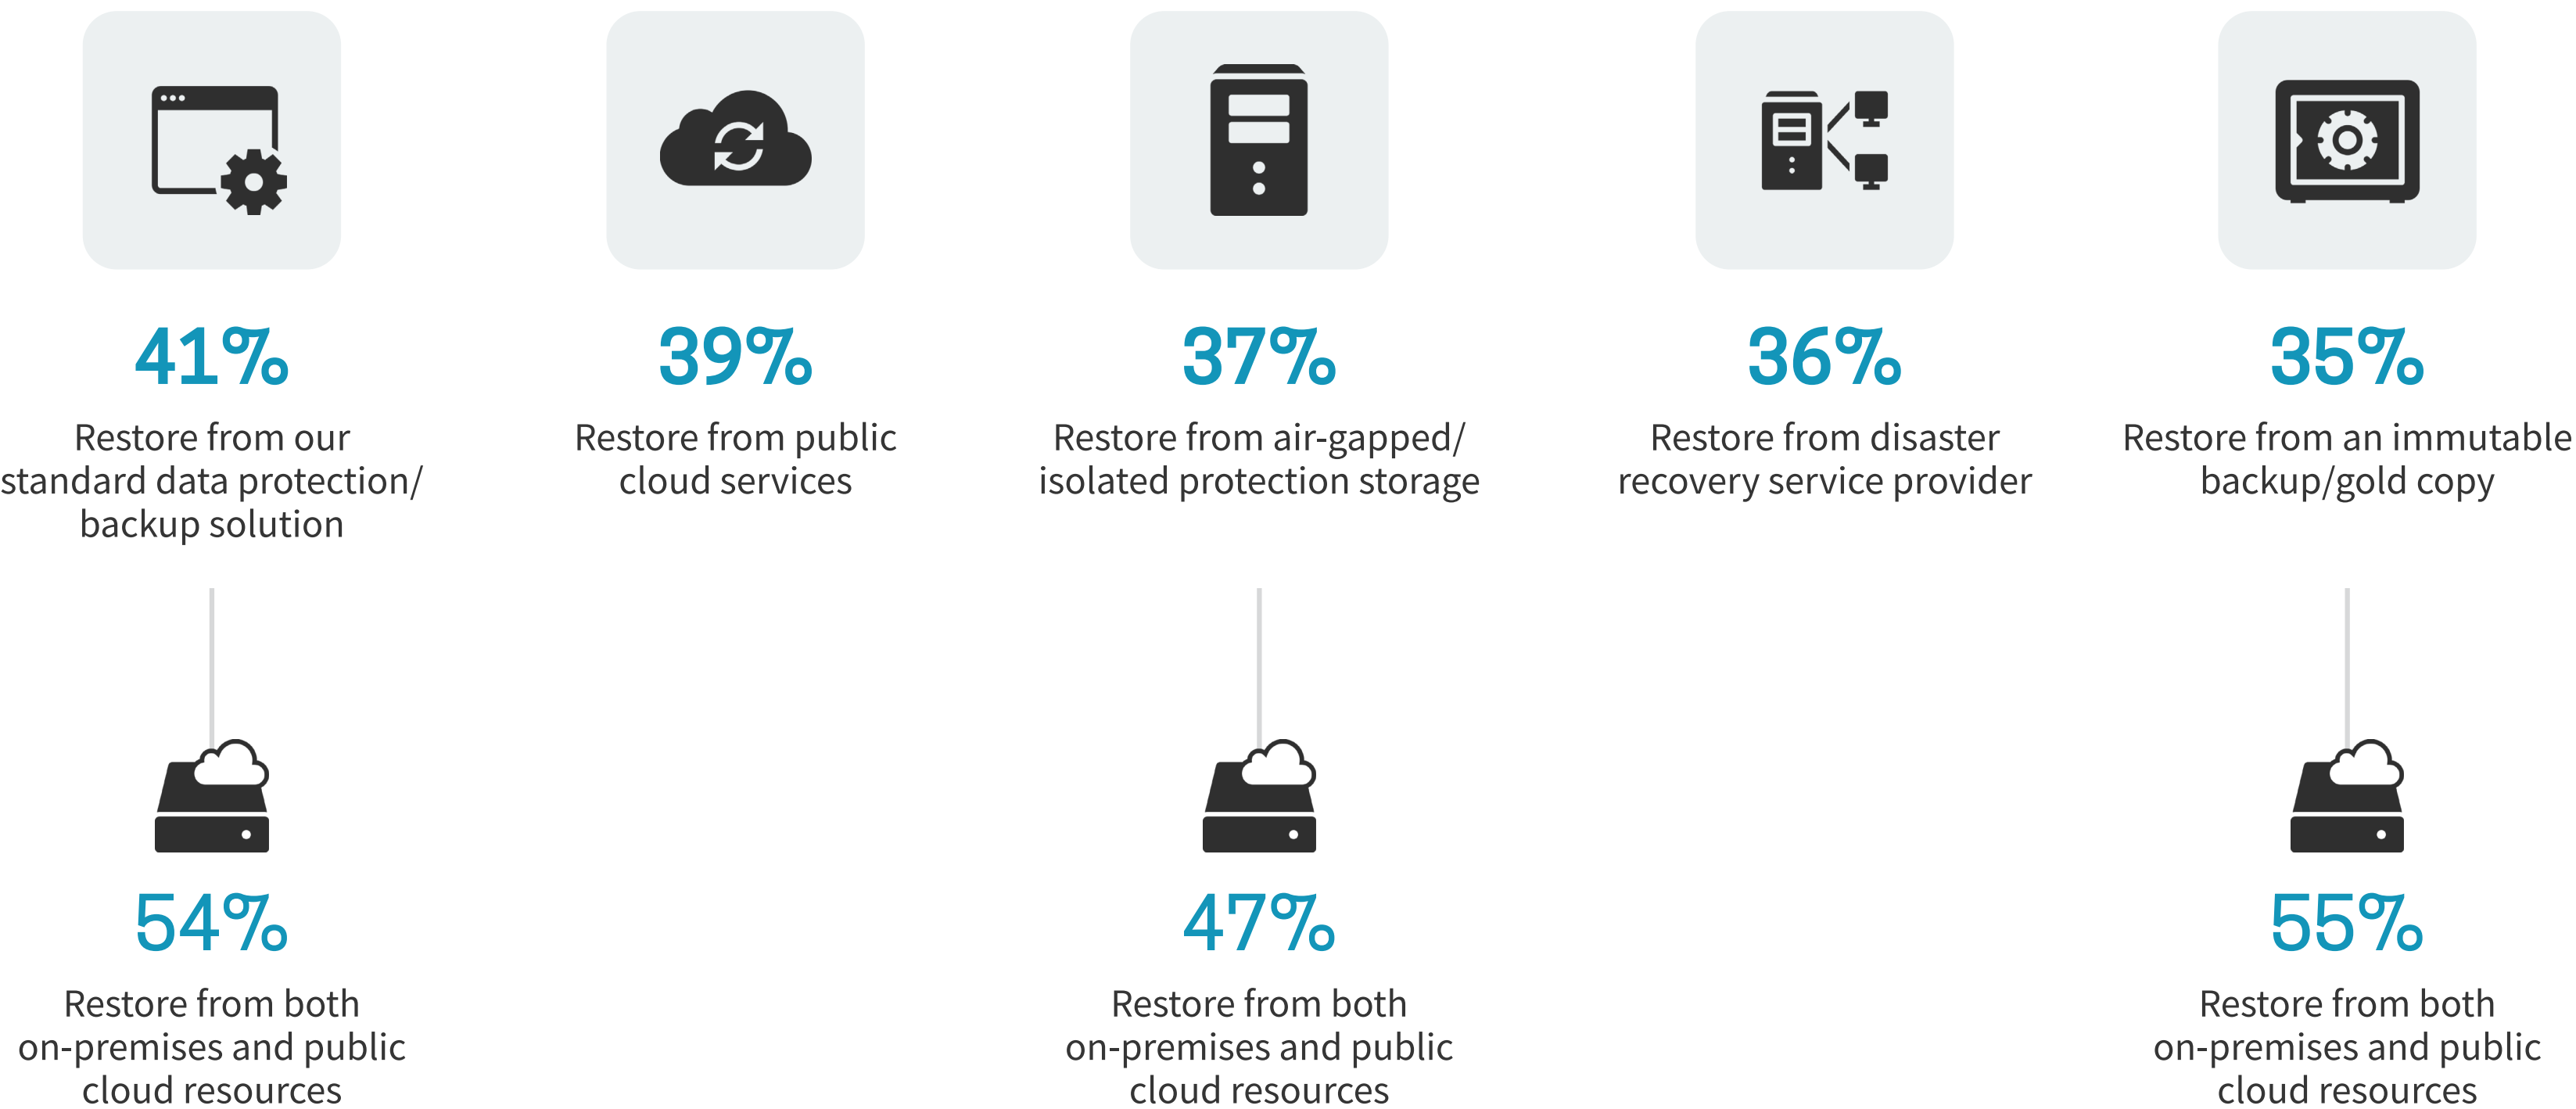 41%
Restore from our
standard data protection/
backup solution
39%
Restore from public
cloud services
37%
Restore from air-gapped/
isolated protection storage
36%
Restore from disaster
recovery service provider
35%
Restore from an immutable
backup/gold copy
54%
Restore from both
on-premises and public
cloud resources
47%
Restore from both
on-premises and public
cloud resources
55%
Restore from both
on-premises and public
cloud resources